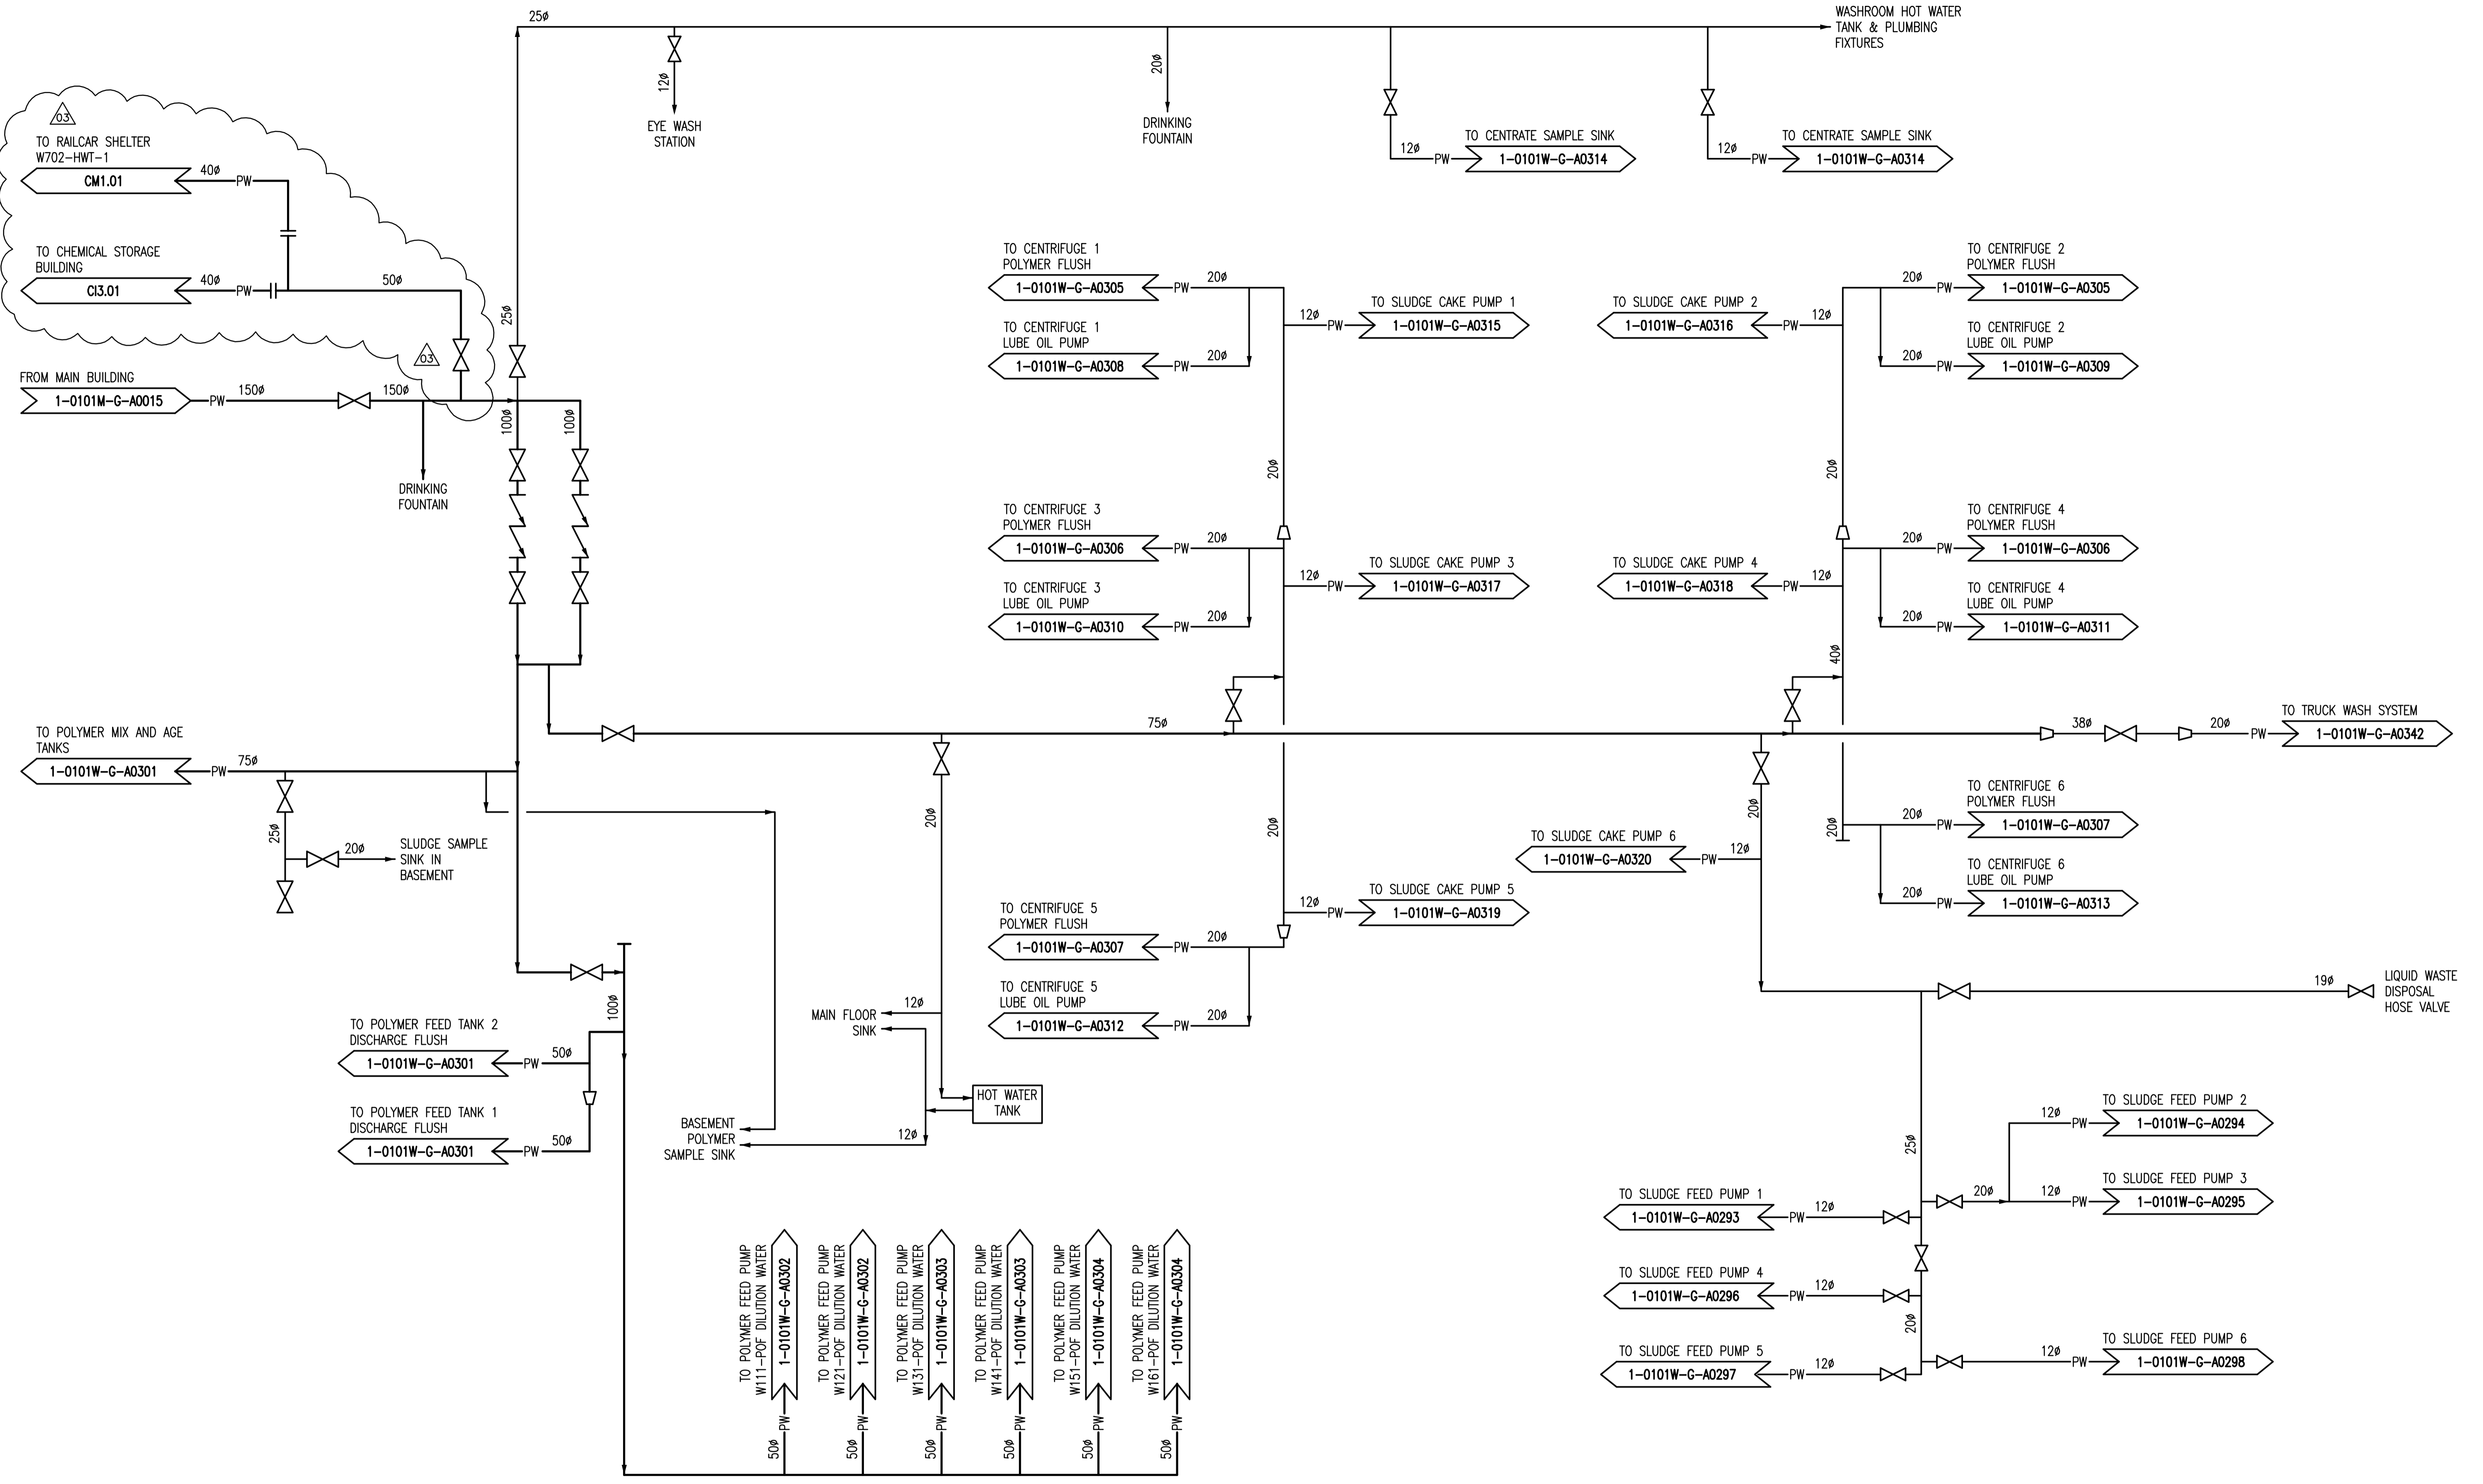 25ø
WASHROOM HOT WATER
TANK & PLUMBING
FIXTURES
12ø
EYE WASH
STATION
20ø
DRINKING
FOUNTAIN
TO CENTRATE SAMPLE SINK
12ø
PW
1-0101W-G-A0314
TO CENTRATE SAMPLE SINK
12ø
PW
1-0101W-G-A0314
03
TO RAILCAR SHELTER
W702-HWT-1
CM1.01
40ø
PW
TO CHEMICAL STORAGE
BUILDING
CI3.01
40ø
PW
50ø
25ø
03
FROM MAIN BUILDING
1-0101M-G-A0015
PW
150ø
150ø
100ø
100ø
DRINKING
FOUNTAIN
TO CENTRIFUGE 1
POLYMER FLUSH
1-0101W-G-A0305
PW
20ø
TO CENTRIFUGE 1
LUBE OIL PUMP
1-0101W-G-A0308
PW
20ø
12ø
PW
TO SLUDGE CAKE PUMP 1
1-0101W-G-A0315
TO SLUDGE CAKE PUMP 2
1-0101W-G-A0316
PW
12ø
TO CENTRIFUGE 2
POLYMER FLUSH
20ø
PW
1-0101W-G-A0305
TO CENTRIFUGE 2
LUBE OIL PUMP
20ø
PW
1-0101W-G-A0309
20ø
20ø
TO CENTRIFUGE 3
POLYMER FLUSH
1-0101W-G-A0306
PW
20ø
TO CENTRIFUGE 3
LUBE OIL PUMP
1-0101W-G-A0310
PW
20ø
12ø
PW
TO SLUDGE CAKE PUMP 3
1-0101W-G-A0317
TO SLUDGE CAKE PUMP 4
1-0101W-G-A0318
PW
12ø
TO CENTRIFUGE 4
POLYMER FLUSH
20ø
PW
1-0101W-G-A0306
TO CENTRIFUGE 4
LUBE OIL PUMP
20ø
PW
1-0101W-G-A0311
40ø
75ø
38ø
20ø
PW
TO TRUCK WASH SYSTEM
1-0101W-G-A0342
TO POLYMER MIX AND AGE
TANKS
1-0101W-G-A0301
PW
75ø
25ø
20ø
SLUDGE SAMPLE
SINK IN
BASEMENT
20ø
20ø
20ø
20ø
TO CENTRIFUGE 6
POLYMER FLUSH
20ø
PW
1-0101W-G-A0307
TO CENTRIFUGE 6
LUBE OIL PUMP
20ø
PW
1-0101W-G-A0313
TO SLUDGE CAKE PUMP 6
1-0101W-G-A0320
PW
12ø
12ø
PW
TO SLUDGE CAKE PUMP 5
1-0101W-G-A0319
TO CENTRIFUGE 5
POLYMER FLUSH
1-0101W-G-A0307
PW
20ø
TO CENTRIFUGE 5
LUBE OIL PUMP
1-0101W-G-A0312
PW
20ø
19ø
LIQUID WASTE
DISPOSAL
HOSE VALVE
100ø
TO POLYMER FEED TANK 2
DISCHARGE FLUSH
1-0101W-G-A0301
PW
50ø
TO POLYMER FEED TANK 1
DISCHARGE FLUSH
1-0101W-G-A0301
PW
50ø
MAIN FLOOR
SINK
12ø
HOT WATER
TANK
BASEMENT
POLYMER
SAMPLE SINK
12ø
25ø
TO SLUDGE FEED PUMP 2
12ø
PW
1-0101W-G-A0294
TO SLUDGE FEED PUMP 3
20ø
12ø
PW
1-0101W-G-A0295
TO SLUDGE FEED PUMP 1
1-0101W-G-A0293
PW
12ø
TO SLUDGE FEED PUMP 4
1-0101W-G-A0296
PW
12ø
20ø
TO SLUDGE FEED PUMP 5
1-0101W-G-A0297
PW
12ø
TO SLUDGE FEED PUMP 6
12ø
PW
1-0101W-G-A0298
TO POLYMER FEED PUMP
W111-POF DILUTION WATER
1-0101W-G-A0302
PW
50ø
TO POLYMER FEED PUMP
W121-POF DILUTION WATER
1-0101W-G-A0302
PW
50ø
TO POLYMER FEED PUMP
W131-POF DILUTION WATER
1-0101W-G-A0303
PW
50ø
TO POLYMER FEED PUMP
W141-POF DILUTION WATER
1-0101W-G-A0303
PW
50ø
TO POLYMER FEED PUMP
W151-POF DILUTION WATER
1-0101W-G-A0304
PW
50ø
TO POLYMER FEED PUMP
W161-POF DILUTION WATER
1-0101W-G-A0304
PW
50ø